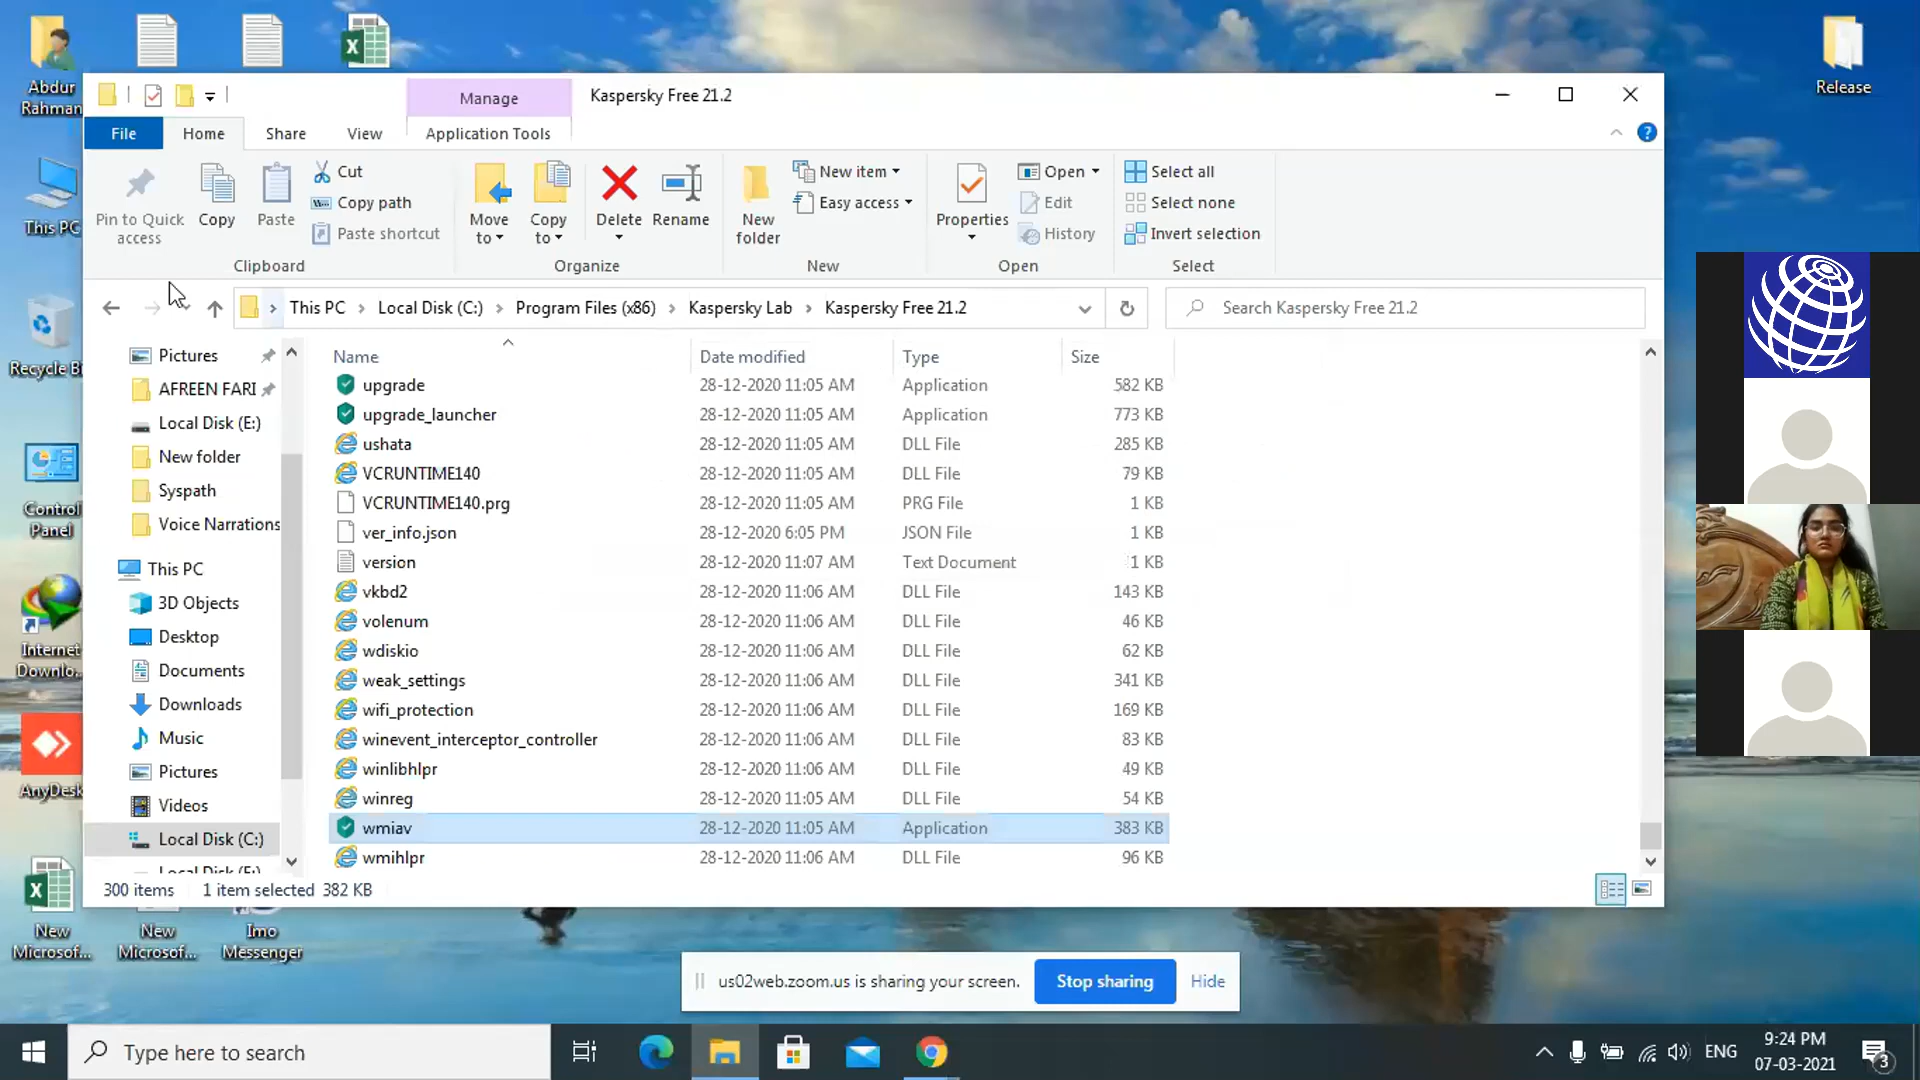 Abdur
Rahman
Release
Manage
Kaspersky Free 21.2
File
Home
Share
View
Application Tools
Pin to Quick
access
Copy
Paste
Cut
Copy path
Paste shortcut
Clipboard
Move
to
Copy
to
Delete
Rename
Organize
New
folder
New item
Easy access
New
Properties
Open
Edit
History
Open
Select all
Select none
Invert selection
Select
This PC
Recycle Bi
Control
Panel
Internet
Downlo...
AnyDesk
This PC > Local Disk (C:) > Program Files (x86) > Kaspersky Lab > Kaspersky Free 21.2
Search Kaspersky Free 21.2
Pictures
AFREEN FARI
Local Disk (E:)
New folder
Syspath
Voice Narrations
This PC
3D Objects
Desktop
Documents
Downloads
Music
Pictures
Videos
Local Disk (C:)
Name Date modified Type Size
upgrade 28-12-2020 11:05 AM Application 582 KB
upgrade_launcher 28-12-2020 11:05 AM Application 773 KB
ushata 28-12-2020 11:05 AM DLL File 285 KB
VCRUNTIME140 28-12-2020 11:05 AM DLL File 79 KB
VCRUNTIME140.prg 28-12-2020 11:05 AM PRG File 1 KB
ver_info.json 28-12-2020 6:05 PM JSON File 1 KB
version 28-12-2020 11:07 AM Text Document 1 KB
vkbd2 28-12-2020 11:06 AM DLL File 143 KB
volenum 28-12-2020 11:06 AM DLL File 46 KB
wdiskio 28-12-2020 11:06 AM DLL File 62 KB
weak_settings 28-12-2020 11:06 AM DLL File 341 KB
wifi_protection 28-12-2020 11:06 AM DLL File 169 KB
winevent_interceptor_controller 28-12-2020 11:06 AM DLL File 83 KB
winlibhlpr 28-12-2020 11:06 AM DLL File 49 KB
winreg 28-12-2020 11:05 AM DLL File 54 KB
wmiav 28-12-2020 11:05 AM Application 383 KB
wmihlpr 28-12-2020 11:06 AM DLL File 96 KB
300 items 1 item selected 382 KB
New
Microsof...
New
Microsof...
Imo
Messenger
us02web.zoom.us is sharing your screen.
Stop sharing
Hide
Type here to search
ENG
9:24 PM
07-03-2021
3